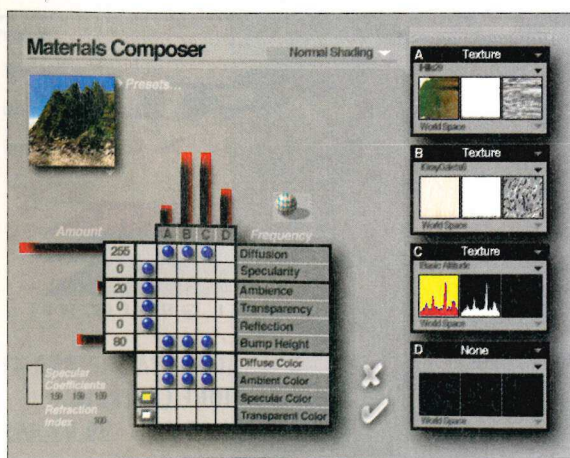 Materials Composer
Normal Shading
Presets...
Amount
A B C D
Frequency
255 Diffusion
0 Specularity
20 Ambience
0 Transparency
0 Reflection
80 Bump Height
Diffuse Color
Ambient Color
Specular Color
Transparent Color
Specular
Coefficients
Refraction
Index
A Texture
World Space
B Texture
World Space
C Texture
Basic Altitude
World Space
D None
World Space